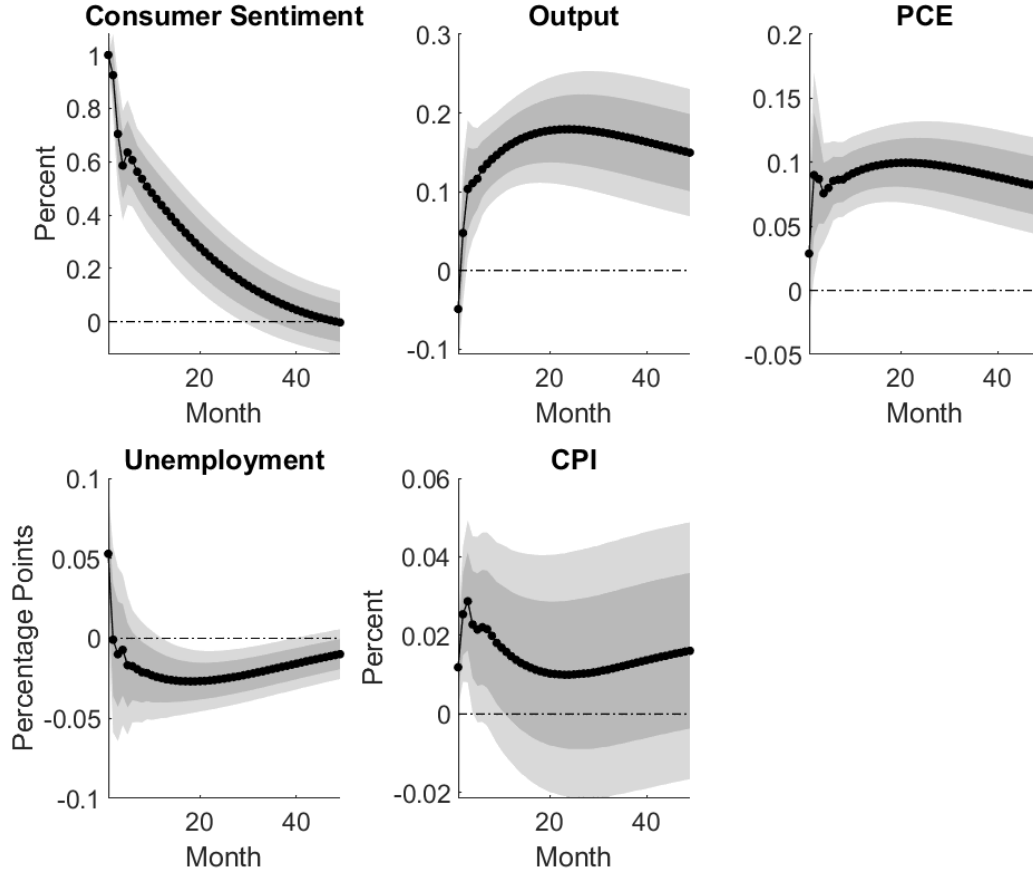 Consumer Sentiment
Percent
1
0.8
0.6
0.4
0.2
0
20
40
Month
Output
0.3
0.2
0.1
0
-0.1
20
40
Month
PCE
0.2
0.15
0.1
0.05
0
-0.05
20
40
Month
Unemployment
Percentage Points
0.1
0.05
0
-0.05
-0.1
20
40
Month
CPI
Percent
0.06
0.04
0.02
0
-0.02
20
40
Month